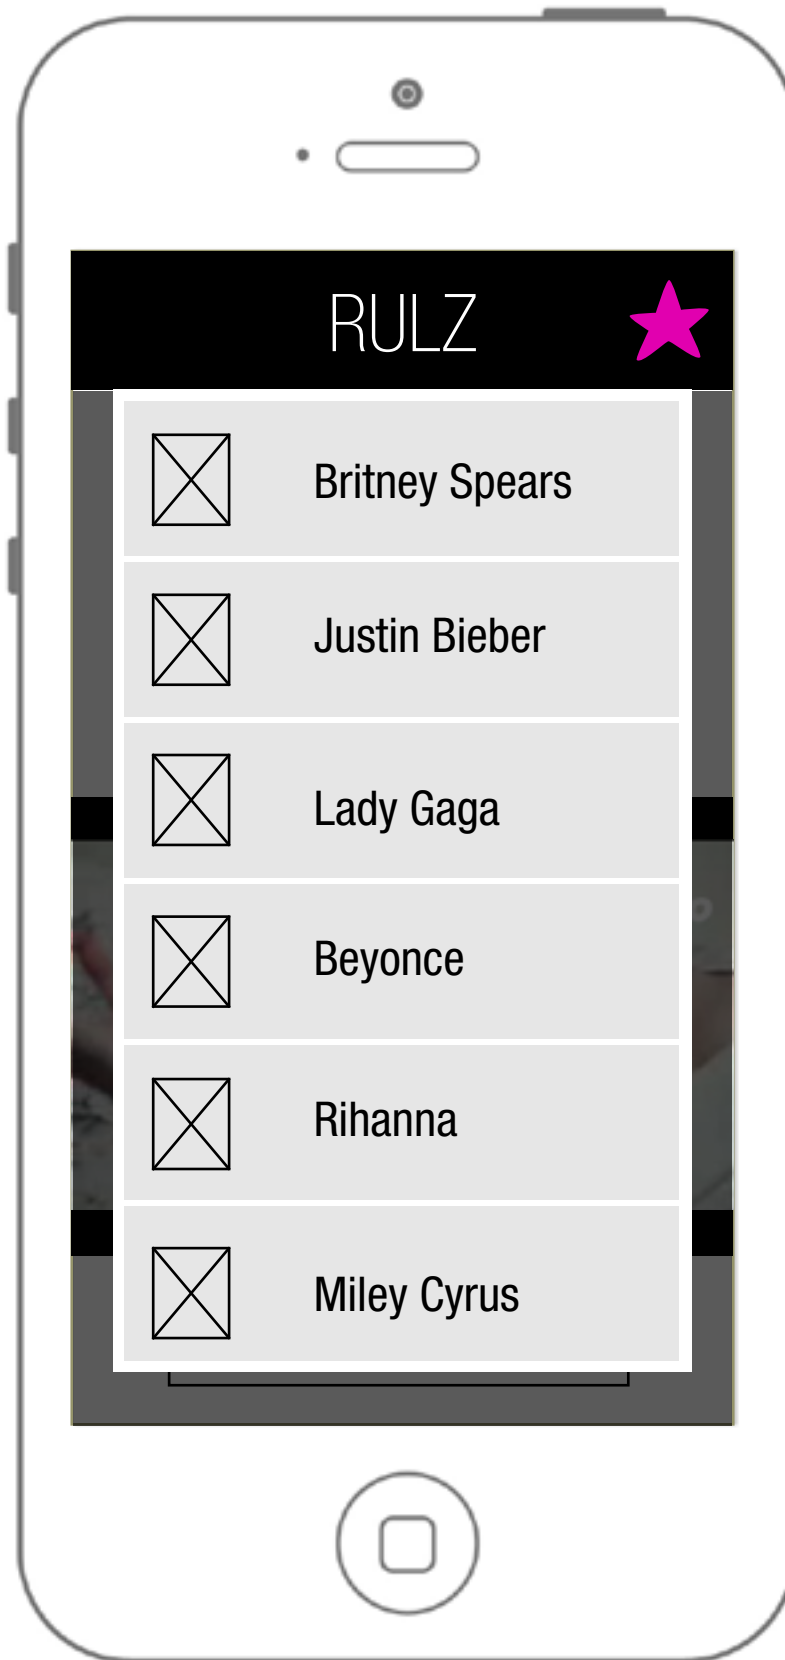 RULZ
Britney Spears
Justin Bieber
Lady Gaga
Beyonce
Rihanna
Miley Cyrus